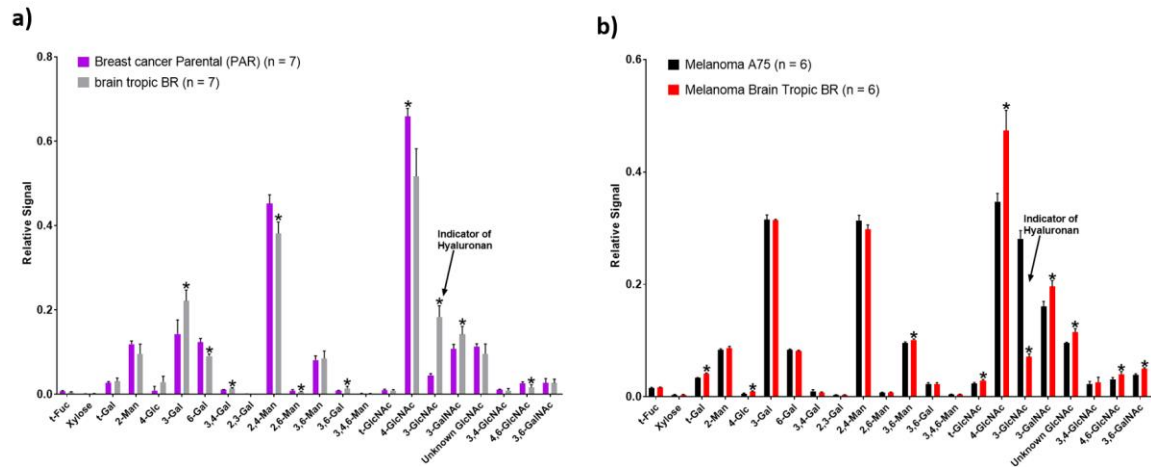 a)
Breast cancer Parental (PAR) (n = 7)
brain tropic BR (n = 7)
Relative Signal
0.8
0.6
0.4
0.2
0.0
*
*
*
*
*
*
*
*
*
*
Indicator of
Hyaluronan
t-Fuc
Xylose
t-Gal
2-Man
4-Glc
3-Gal
6-Gal
3,4-Gal
2,3-Gal
2,4-Man
2,6-Man
3,6-Man
3,6-Gal
3,4,6-Man
t-GlcNAc
4-GlcNAc
3-GlcNAc
3-GalNAc
Unknown GlcNAc
3,4-GlcNAc
4,6-GlcNAc
3,6-GalNAc
b)
Melanoma A75 (n = 6)
Melanoma Brain Tropic BR (n = 6)
Relative Signal
0.6
0.4
0.2
0.0
*
*
*
*
*
*
*
*
*
*
Indicator of
Hyaluronan
t-Fuc
Xylose
t-Gal
2-Man
4-Glc
3-Gal
6-Gal
3,4-Gal
2,3-Gal
2,4-Man
2,6-Man
3,6-Man
3,6-Gal
3,4,6-Man
t-GlcNAc
4-GlcNAc
3-GlcNAc
3-GalNAc
Unknown GlcNAc
3,4-GlcNAc
4,6-GlcNAc
3,6-GalNAc